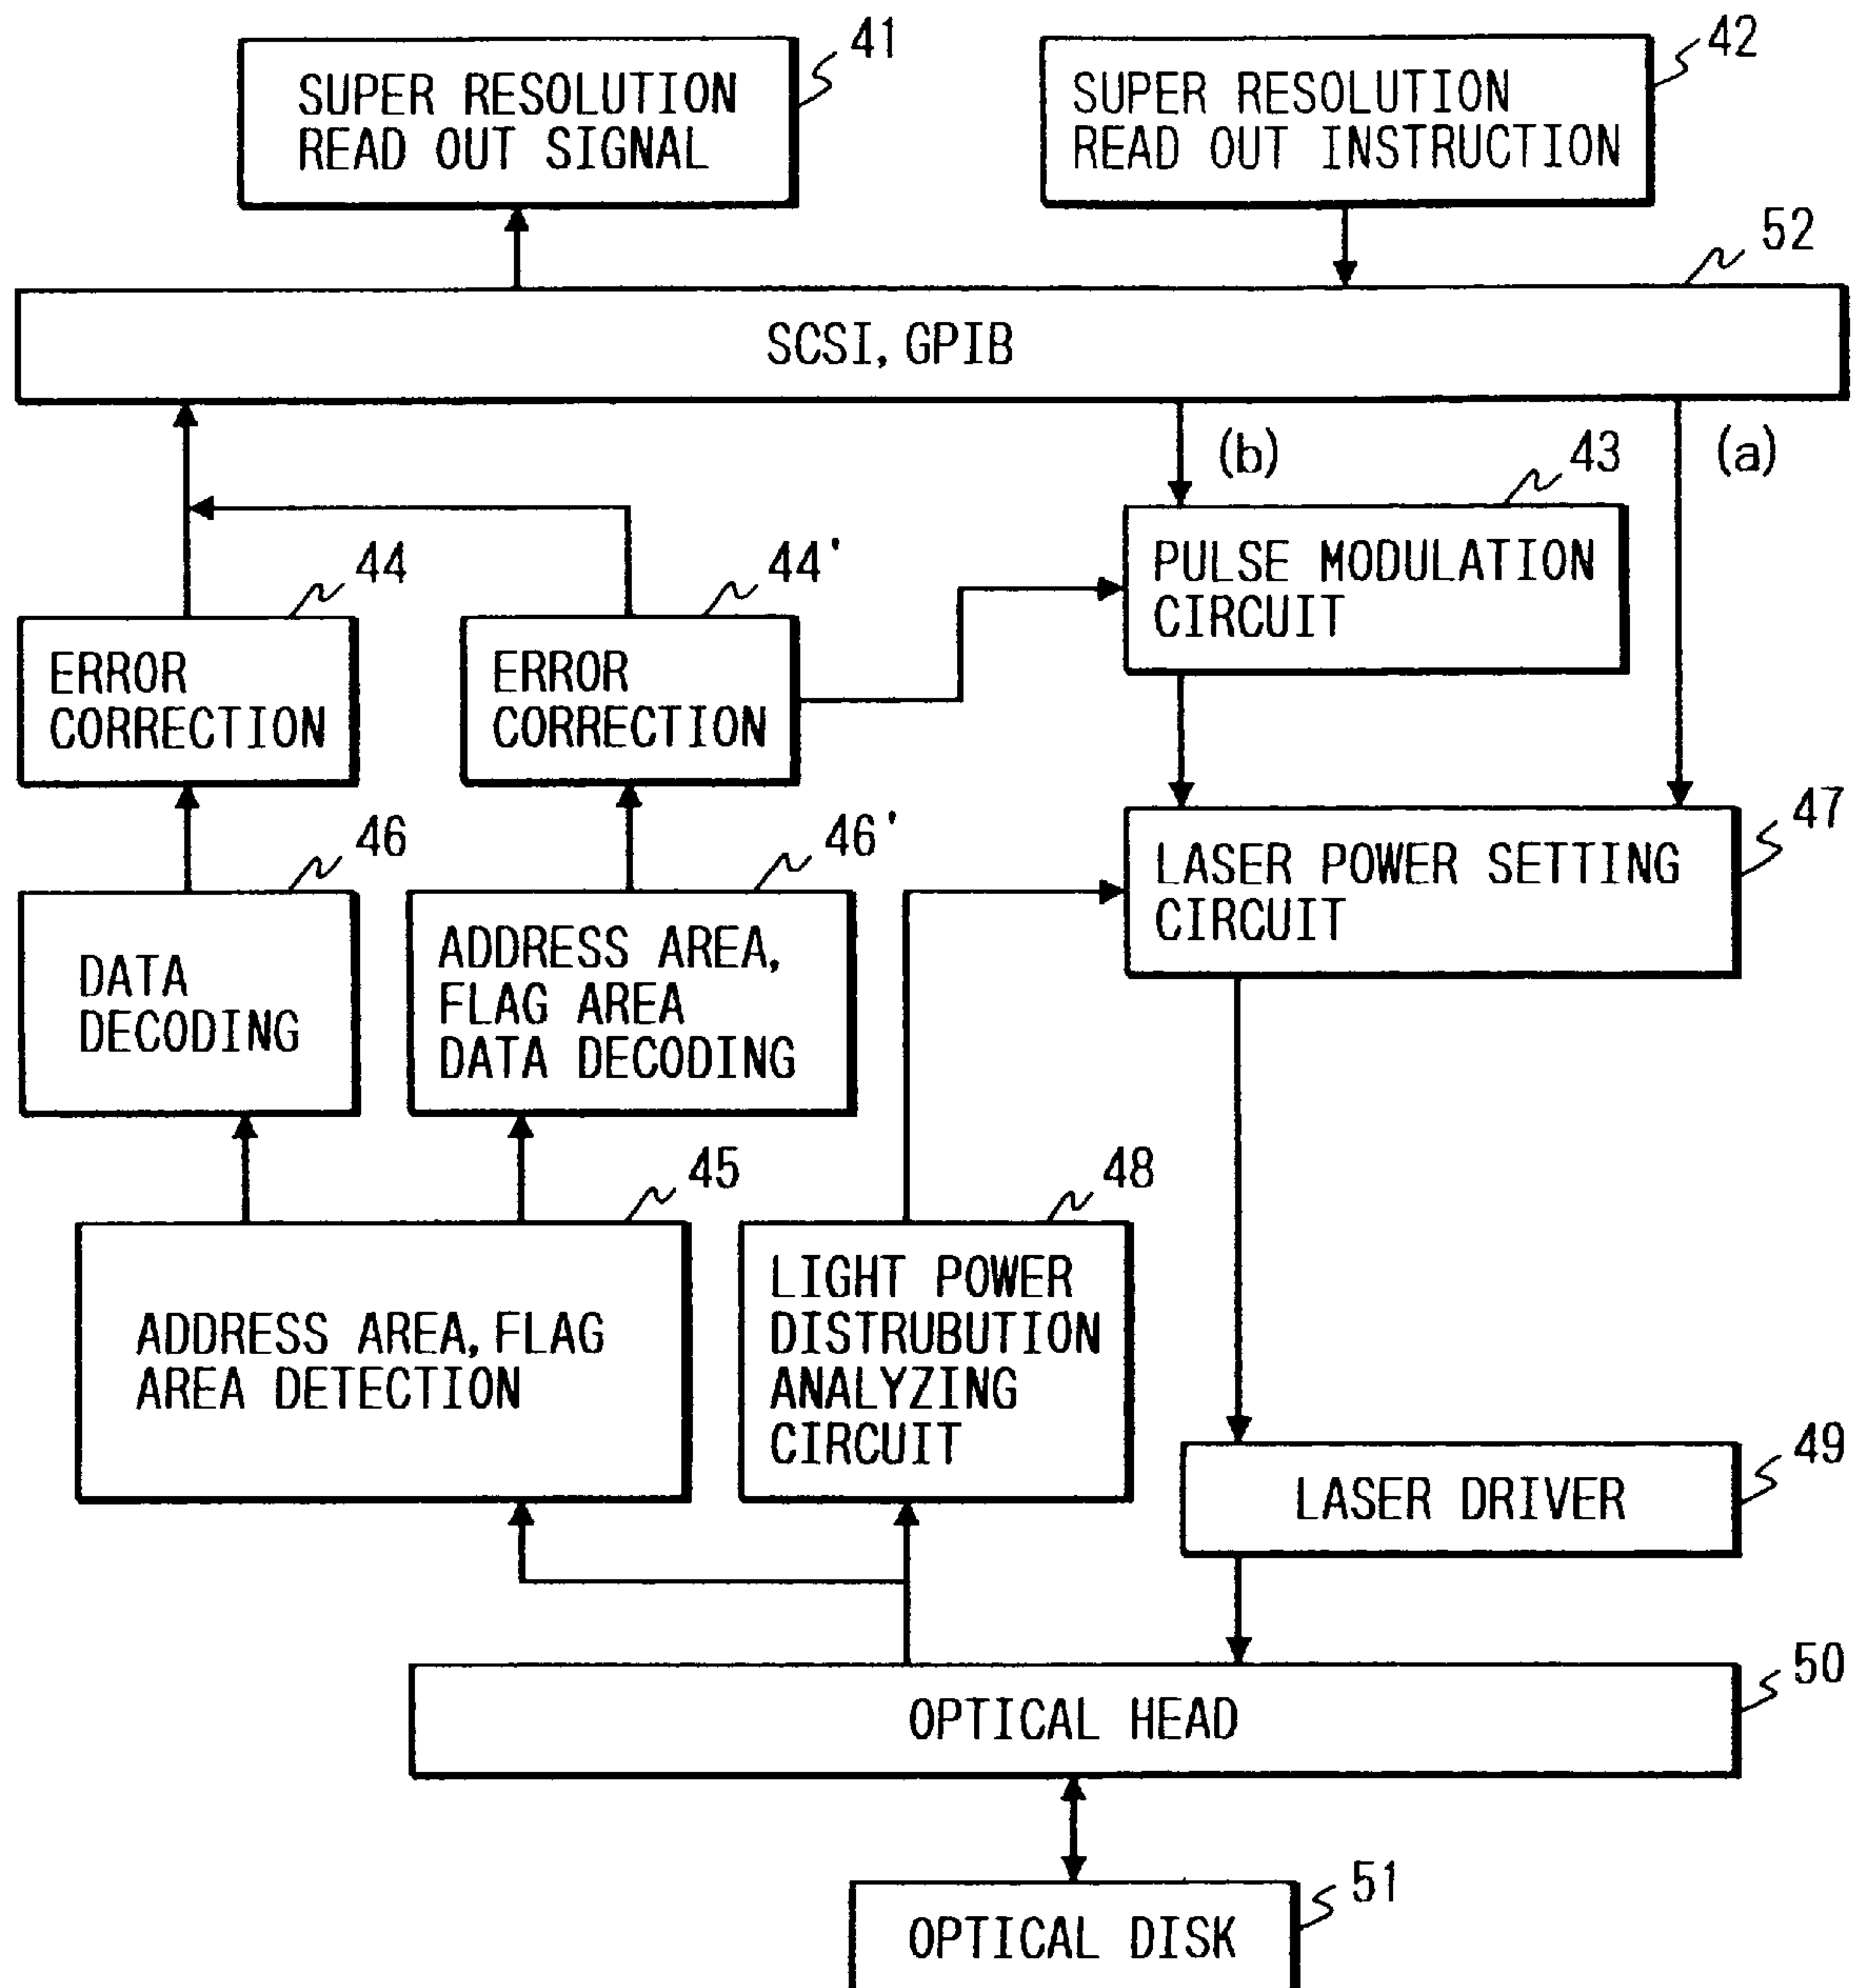 41
42
SUPER RESOLUTION
READ OUT SIGNAL
SUPER RESOLUTION
READ OUT INSTRUCTION
52
SCSI, GPIB
(b)
(a)
43
PULSE MODULATION
CIRCUIT
44
44'
ERROR
CORRECTION
ERROR
CORRECTION
46
46'
47
LASER POWER SETTING
CIRCUIT
DATA
DECODING
ADDRESS AREA,
FLAG AREA
DATA DECODING
45
48
ADDRESS AREA, FLAG
AREA DETECTION
LIGHT POWER
DISTRUBUTION
ANALYZING
CIRCUIT
49
LASER DRIVER
50
OPTICAL HEAD
51
OPTICAL DISK